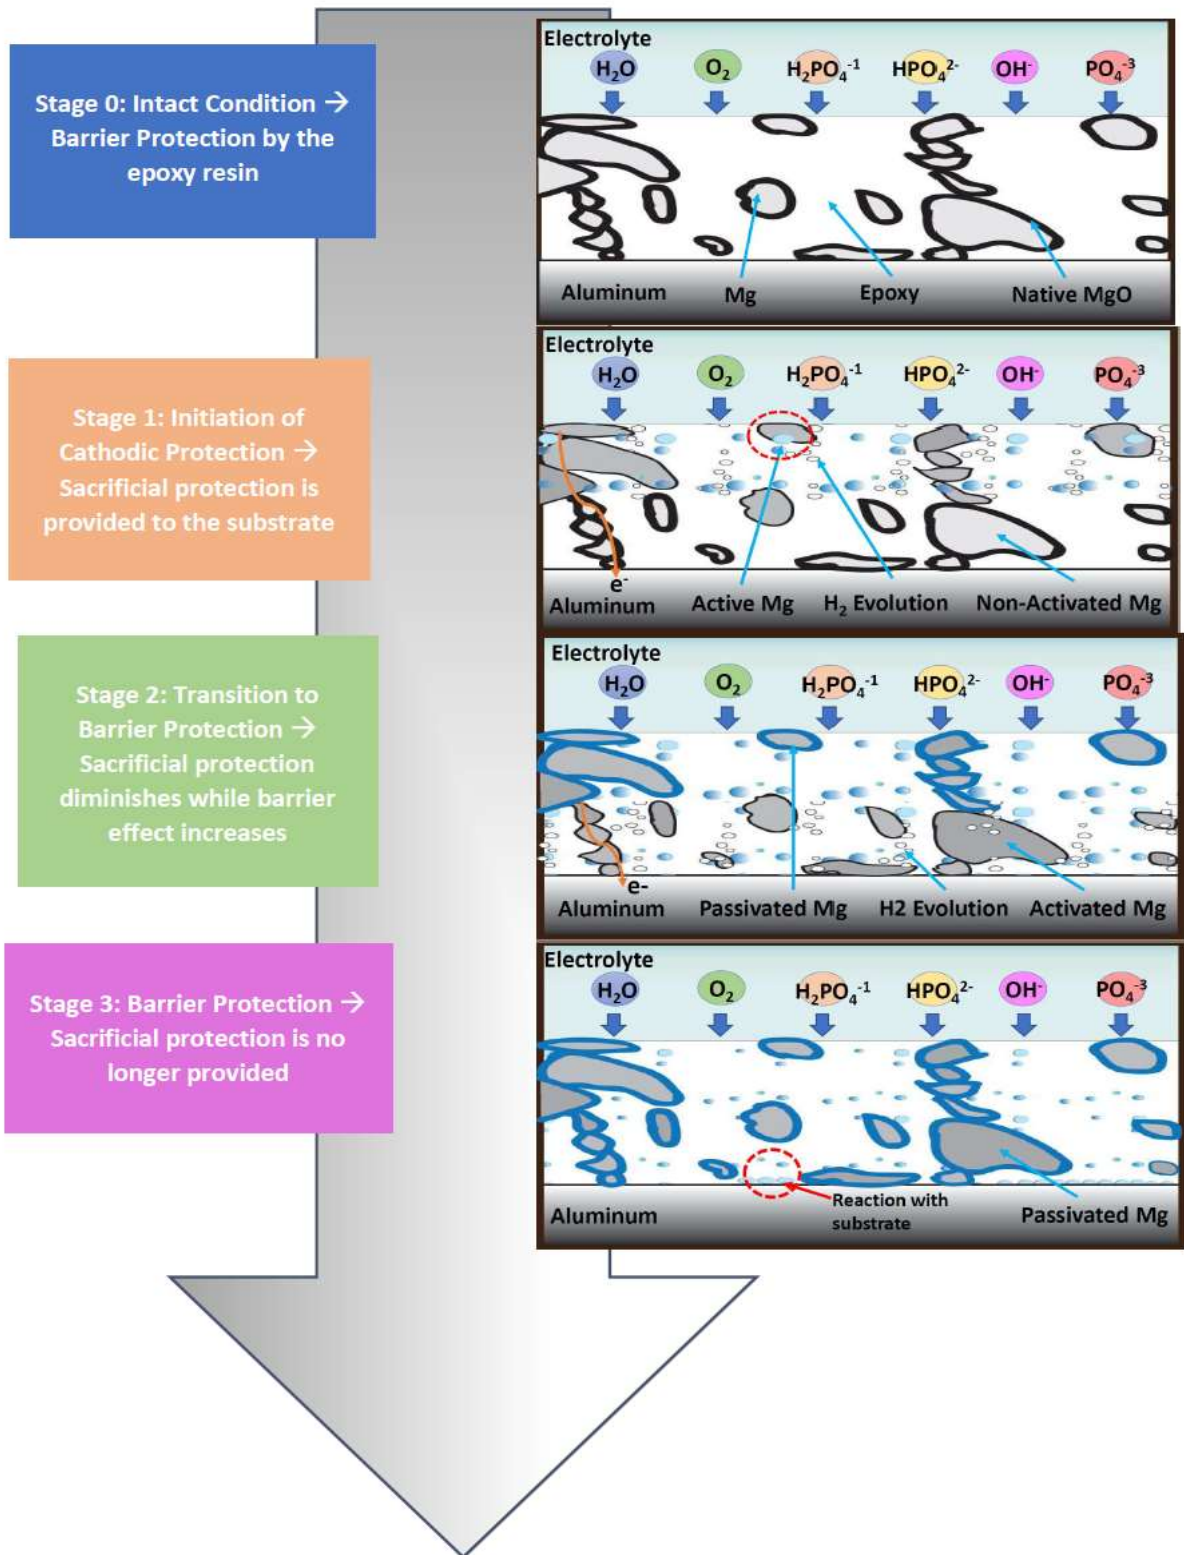 Stage 0: Intact Condition →
Barrier Protection by the
epoxy resin
Electrolyte
H₂O O₂ H₂PO₄⁻¹ HPO₄²⁻ OH⁻ PO₄⁻³
Aluminum Mg Epoxy Native MgO
Stage 1: Initiation of
Cathodic Protection →
Sacrificial protection is
provided to the substrate
Electrolyte
H₂O O₂ H₂PO₄⁻¹ HPO₄²⁻ OH⁻ PO₄⁻³
e⁻
Aluminum Active Mg H₂ Evolution Non-Activated Mg
Stage 2: Transition to
Barrier Protection →
Sacrificial protection
diminishes while barrier
effect increases
Electrolyte
H₂O O₂ H₂PO₄⁻¹ HPO₄²⁻ OH⁻ PO₄⁻³
e-
Aluminum Passivated Mg H2 Evolution Activated Mg
Stage 3: Barrier Protection →
Sacrificial protection is no
longer provided
Electrolyte
H₂O O₂ H₂PO₄⁻¹ HPO₄²⁻ OH⁻ PO₄⁻³
Aluminum
Reaction with
substrate
Passivated Mg